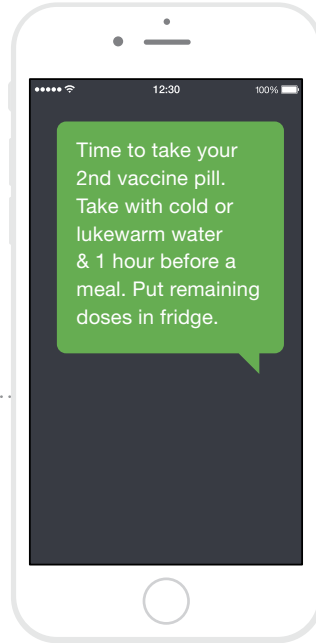 12:30
100%
Time to take your
2nd vaccine pill.
Take with cold or
lukewarm water
& 1 hour before a
meal. Put remaining
doses in fridge.